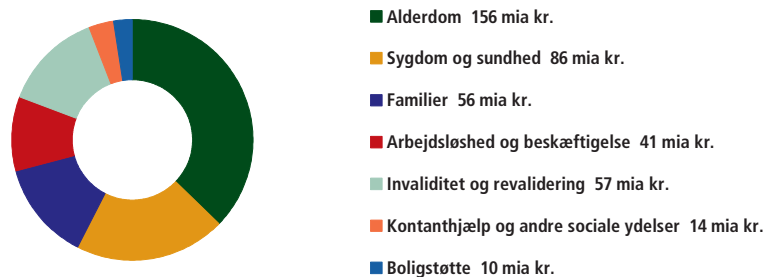 Alderdom 156 mia kr.
Sygdom og sundhed 86 mia kr.
Familier 56 mia kr.
Arbejdsløshed og beskæftigelse 41 mia kr.
Invaliditet og revalidering 57 mia kr.
Kontanthjælp og andre sociale ydelser 14 mia kr.
Boligstøtte 10 mia kr.